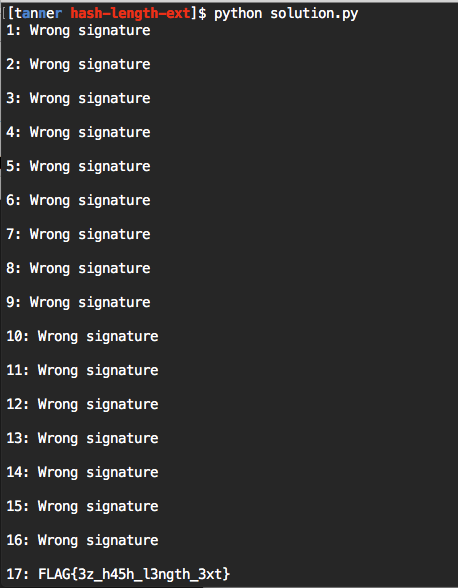 [[tanner hash-length-ext]$ python solution.py
1: Wrong signature
2: Wrong signature
3: Wrong signature
4: Wrong signature
5: Wrong signature
6: Wrong signature
7: Wrong signature
8: Wrong signature
9: Wrong signature
10: Wrong signature
11: Wrong signature
12: Wrong signature
13: Wrong signature
14: Wrong signature
15: Wrong signature
16: Wrong signature
17: FLAG{3z_h45h_l3ngth_3xt}